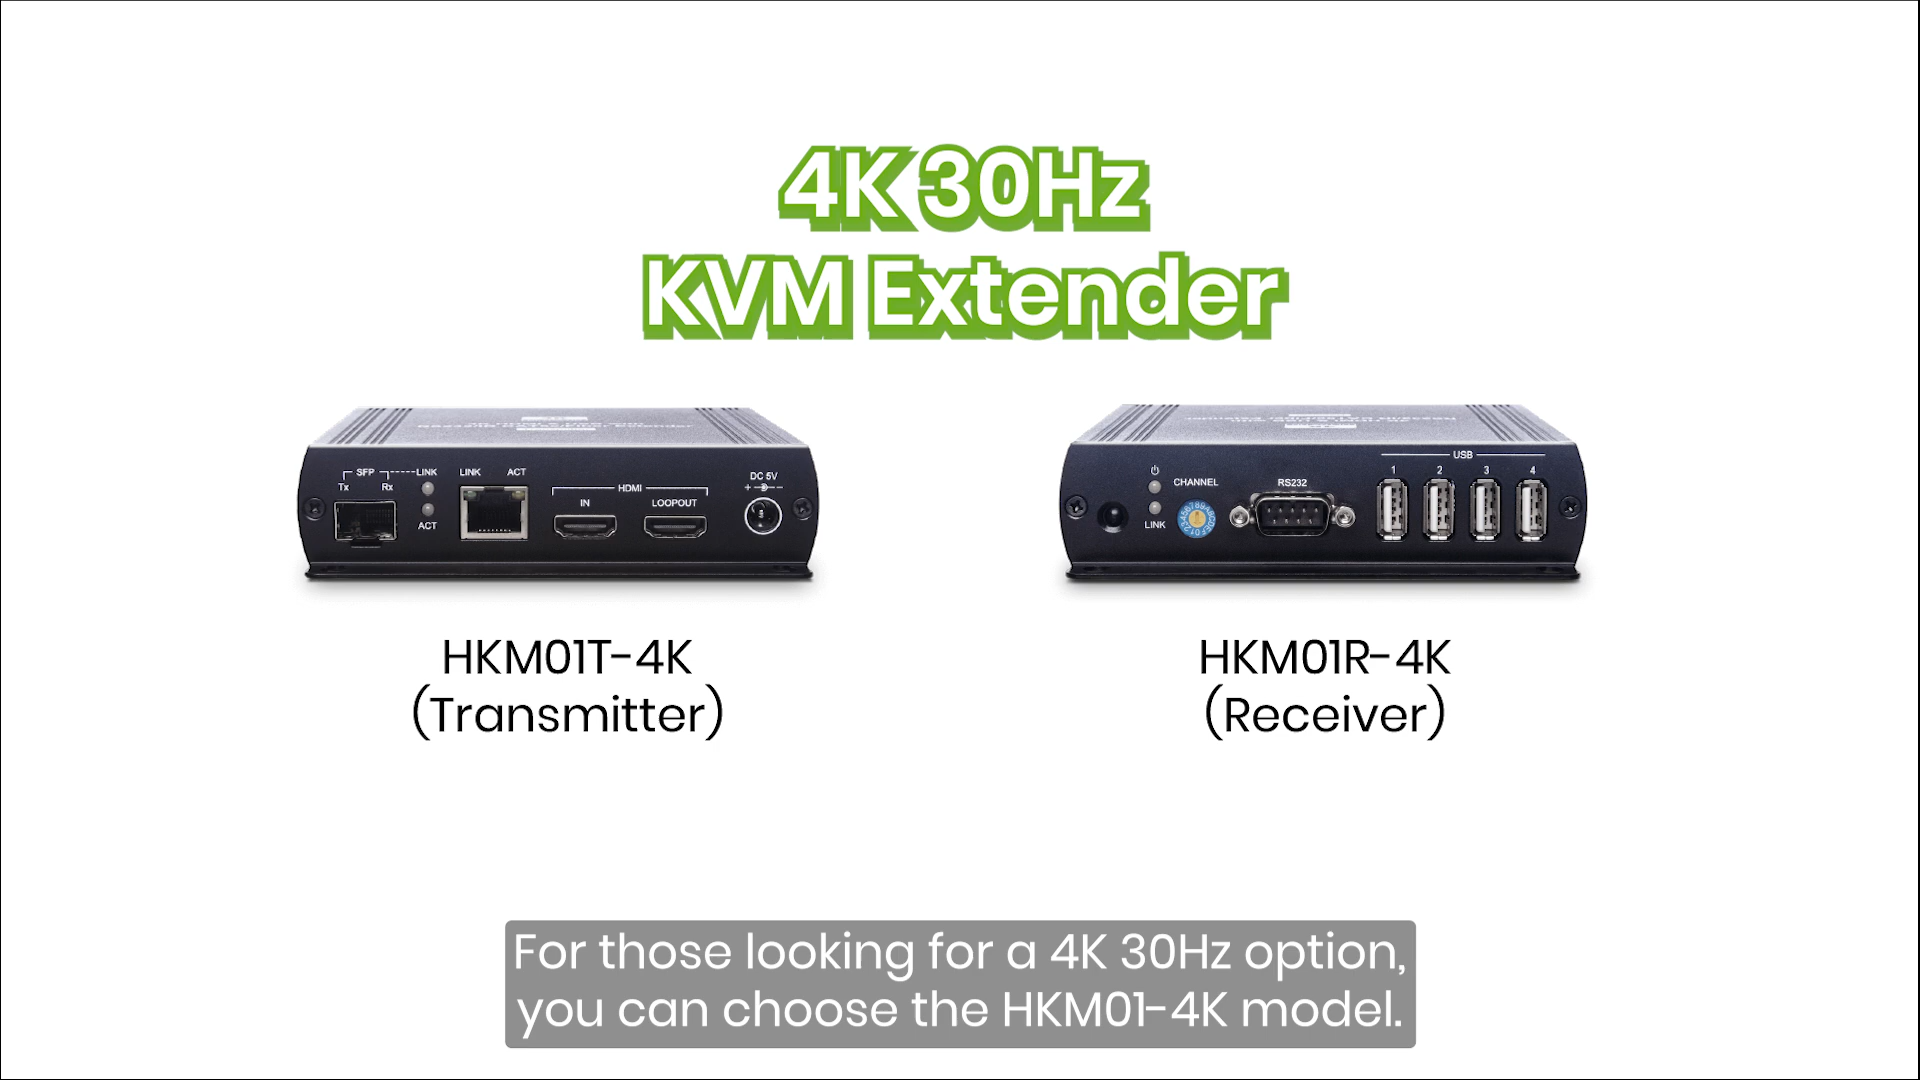 4K 30Hz
KVM Extender
SFP LINK LINK ACT
Tx Rx
ACT
HDMI
IN LOOPOUT
DC 5V
USB
1 2 3 4
CHANNEL
RS232
LINK
HKM01T-4K
(Transmitter)
HKM01R-4K
(Receiver)
For those looking for a 4K 30Hz option,
you can choose the HKM01-4K model.